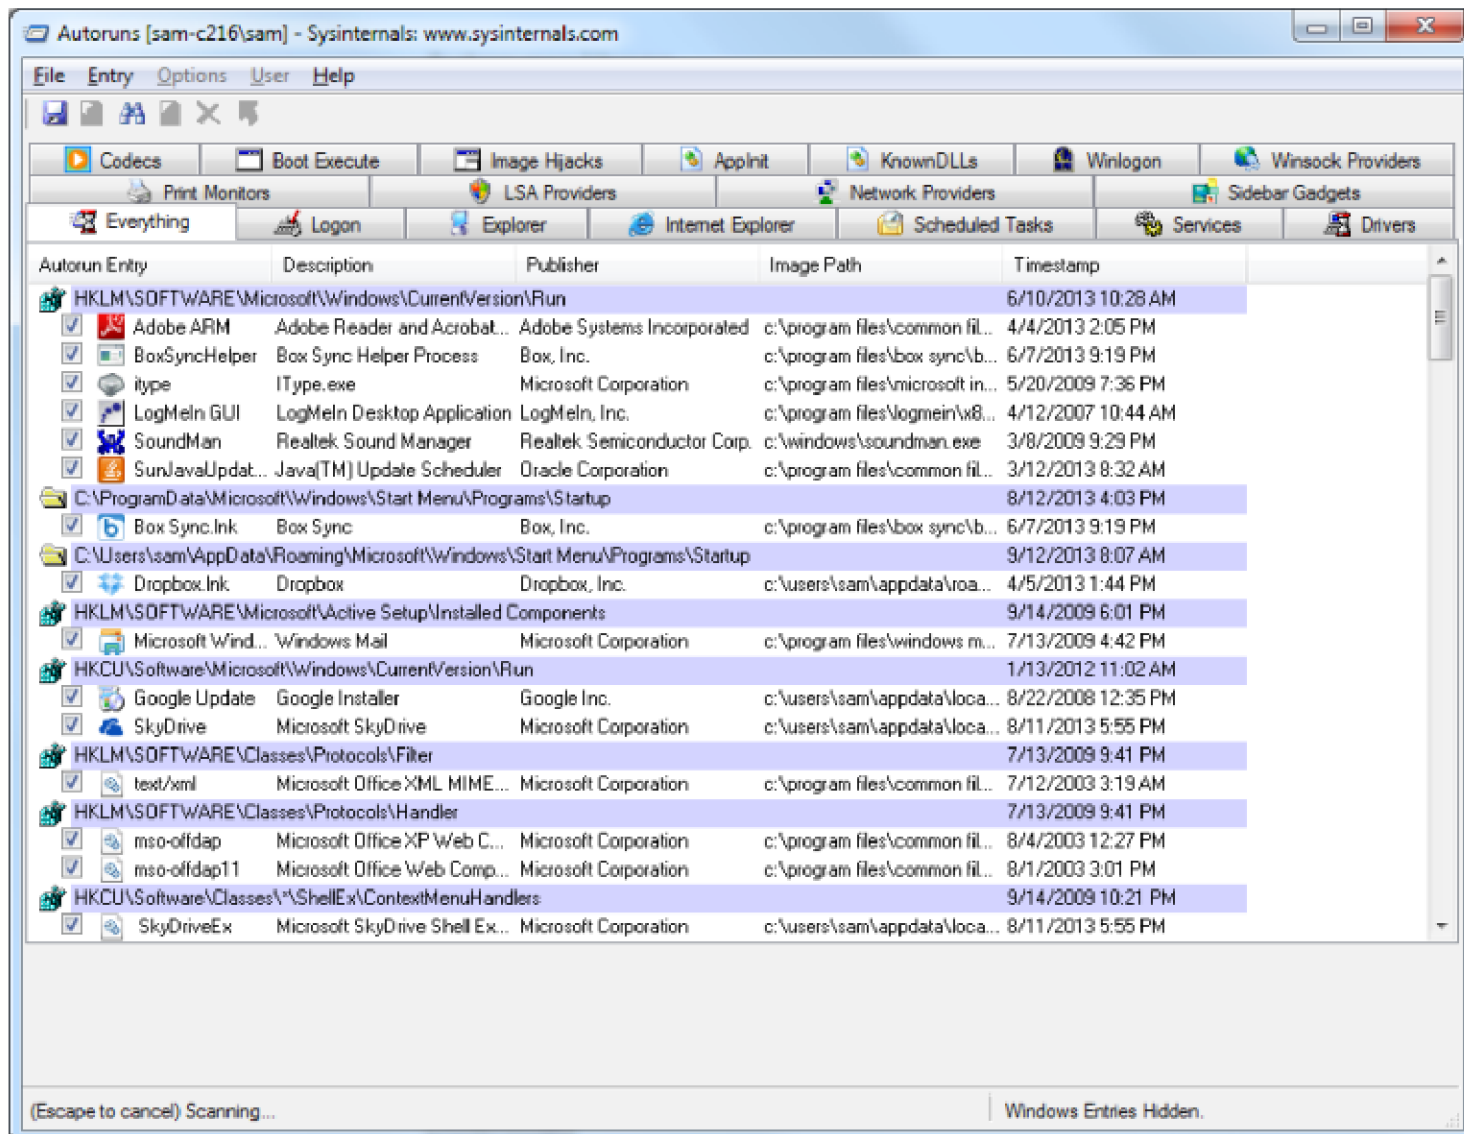 Autoruns [sam-c216\sam] - Sysinternals: www.sysinternals.com
File Entry Options User Help
Codecs Boot Execute Image Hijacks AppInit KnownDLLs Winlogon Winsock Providers
Print Monitors LSA Providers Network Providers Sidebar Gadgets
Everything Logon Explorer Internet Explorer Scheduled Tasks Services Drivers
Autorun Entry Description Publisher Image Path Timestamp
HKLM\SOFTWARE\Microsoft\Windows\CurrentVersion\Run 6/10/2013 10:28 AM
Adobe ARM Adobe Reader and Acrobat... Adobe Systems Incorporated c:\program files\common fil... 4/4/2013 2:05 PM
BoxSyncHelper Box Sync Helper Process Box, Inc. c:\program files\box sync\b... 6/7/2013 9:19 PM
itype IType.exe Microsoft Corporation c:\program files\microsoft in... 5/20/2009 7:36 PM
LogMeIn GUI LogMeIn Desktop Application LogMeIn, Inc. c:\program files\logmein\x8... 4/12/2007 10:44 AM
SoundMan Realtek Sound Manager Realtek Semiconductor Corp. c:\windows\soundman.exe 3/8/2009 9:29 PM
SunJavaUpdat... Java(TM) Update Scheduler Oracle Corporation c:\program files\common fil... 3/12/2013 8:32 AM
C:\ProgramData\Microsoft\Windows\Start Menu\Programs\Startup 8/12/2013 4:03 PM
Box Sync.lnk Box Sync Box, Inc. c:\program files\box sync\b... 6/7/2013 9:19 PM
C:\Users\sam\AppData\Roaming\Microsoft\Windows\Start Menu\Programs\Startup 9/12/2013 8:07 AM
Dropbox.lnk Dropbox Dropbox, Inc. c:\users\sam\appdata\roa... 4/5/2013 1:44 PM
HKLM\SOFTWARE\Microsoft\Active Setup\Installed Components 9/14/2009 6:01 PM
Microsoft Wind... Windows Mail Microsoft Corporation c:\program files\windows m... 7/13/2009 4:42 PM
HKCU\Software\Microsoft\Windows\CurrentVersion\Run 1/13/2012 11:02 AM
Google Update Google Installer Google Inc. c:\users\sam\appdata\loca... 8/22/2008 12:35 PM
SkyDrive Microsoft SkyDrive Microsoft Corporation c:\users\sam\appdata\loca... 8/11/2013 5:55 PM
HKLM\SOFTWARE\Classes\Protocols\Filter 7/13/2009 9:41 PM
text/xml Microsoft Office XML MIME... Microsoft Corporation c:\program files\common fil... 7/12/2003 3:19 AM
HKLM\SOFTWARE\Classes\Protocols\Handler 7/13/2009 9:41 PM
mso-offdap Microsoft Office XP Web C... Microsoft Corporation c:\program files\common fil... 8/4/2003 12:27 PM
mso-offdap11 Microsoft Office Web Comp... Microsoft Corporation c:\program files\common fil... 8/1/2003 3:01 PM
HKCU\Software\Classes\*\ShellEx\ContextMenuHandlers 9/14/2009 10:21 PM
SkyDriveEx Microsoft SkyDrive Shell Ex... Microsoft Corporation c:\users\sam\appdata\loca... 8/11/2013 5:55 PM
(Escape to cancel) Scanning... Windows Entries Hidden.